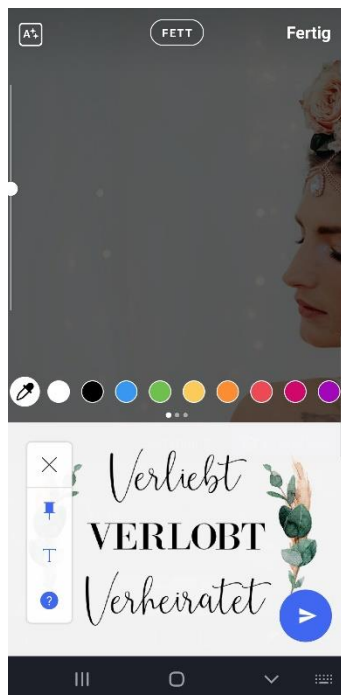 A
FETT
Fertig
Verliebt
VERLOBT
Verheiratet
T
?